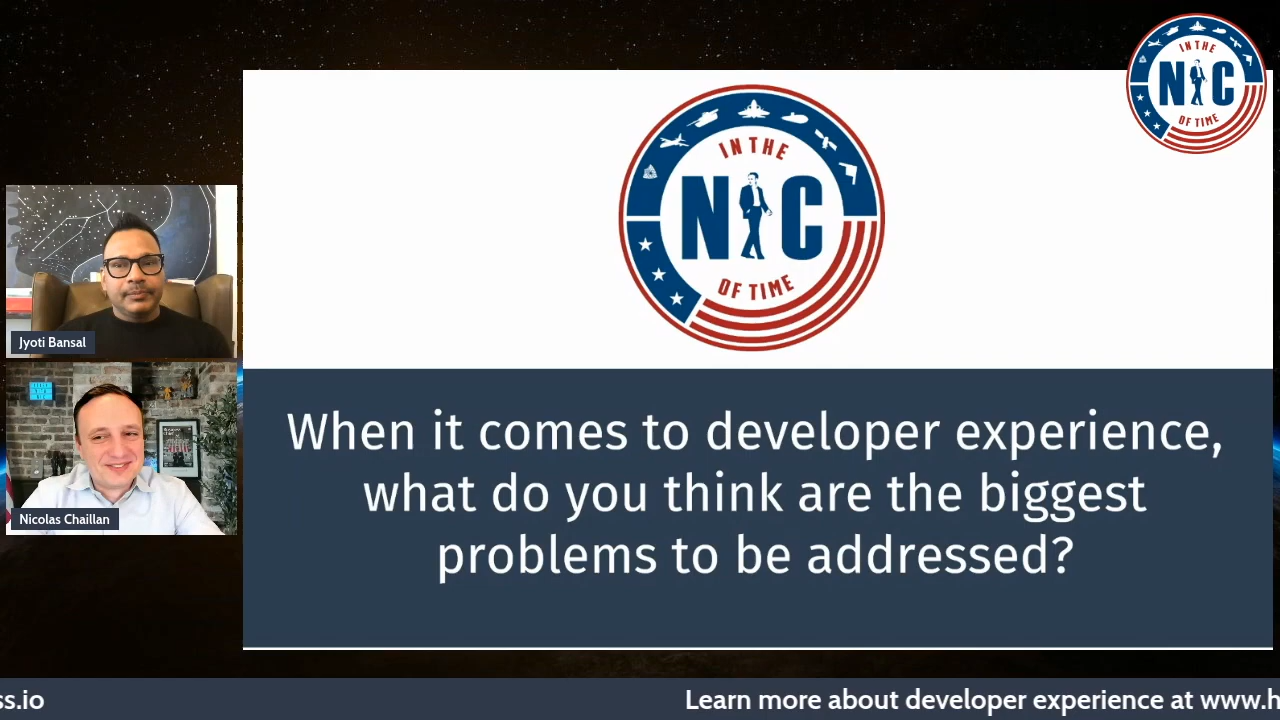 IN THE
NIC
OF TIME
IN THE
NIC
OF TIME
Jyoti Bansal
Nicolas Chaillan
When it comes to developer experience,
what do you think are the biggest
problems to be addressed?
ss.io
Learn more about developer experience at www.h